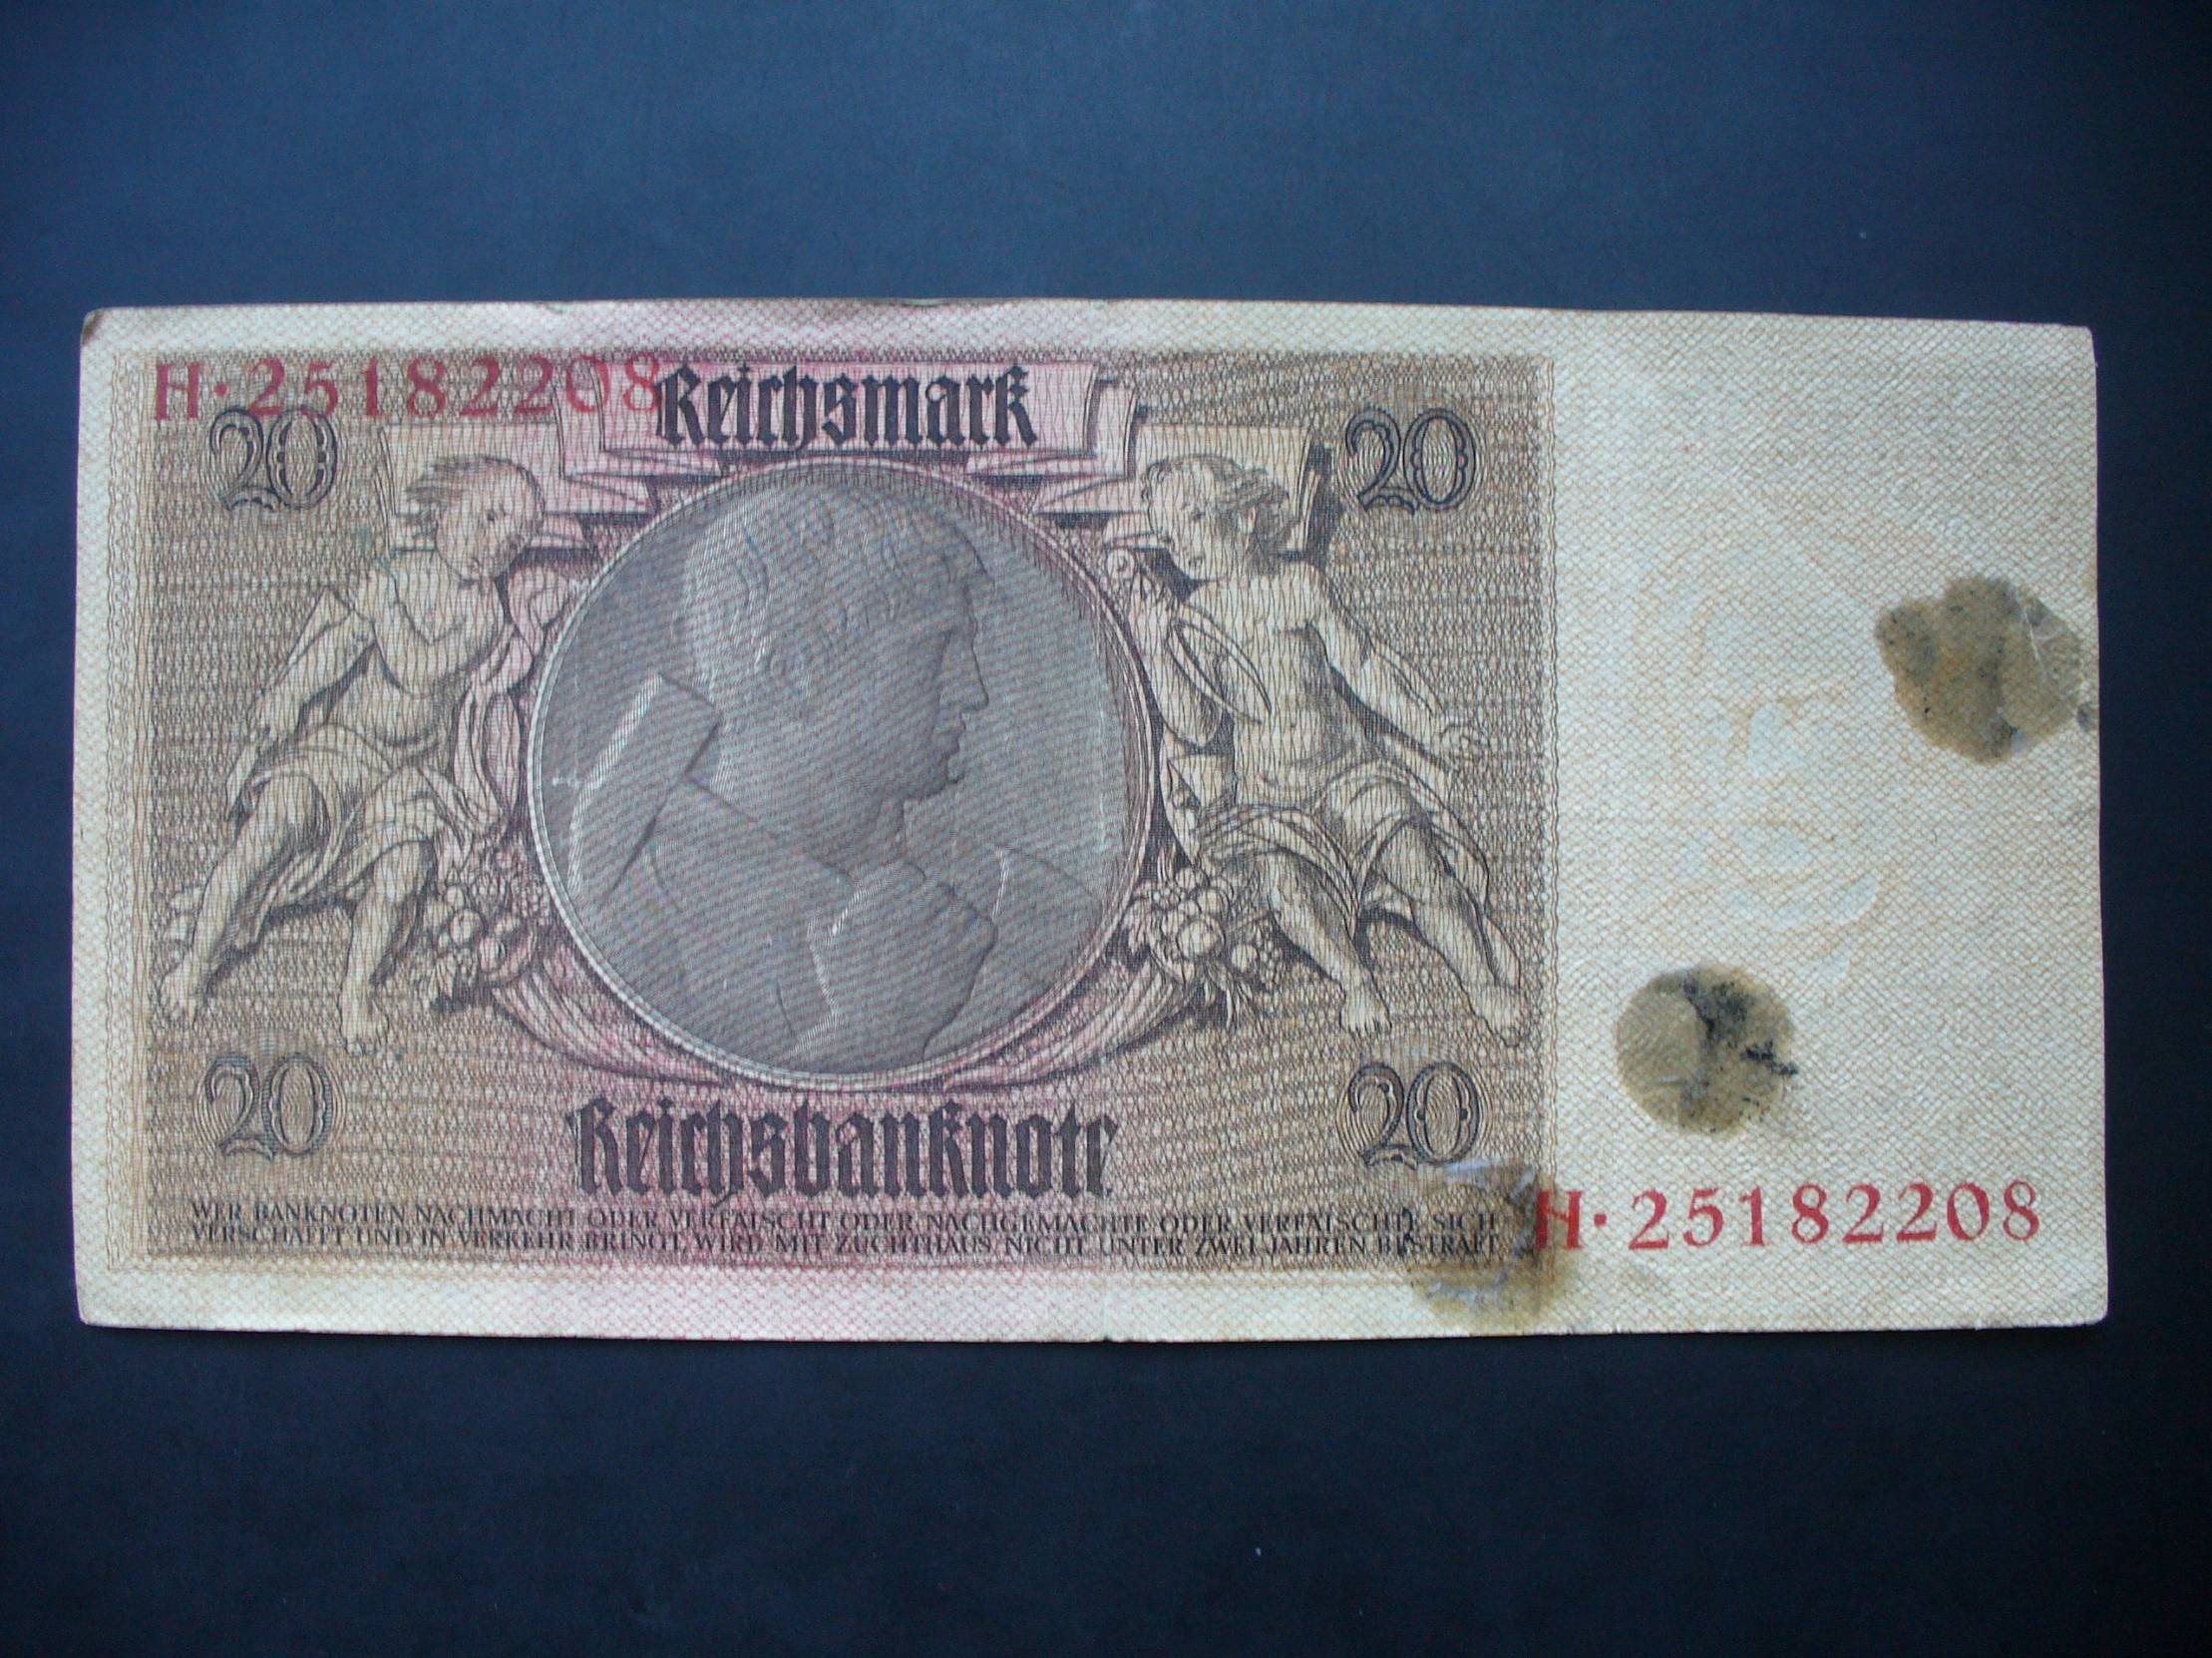 H·25182208
Reichsmark
20
20
20
20
Reichsbanknote
WER BANKNOTEN NACHMACHT ODER VERFÄLSCHT ODER NACHGEMACHTE ODER VERFÄLSCHTE SICH
VERSCHAFFT UND IN VERKEHR BRINGT, WIRD MIT ZUCHTHAUS NICHT UNTER ZWEI JAHREN BESTRAFT
H·25182208